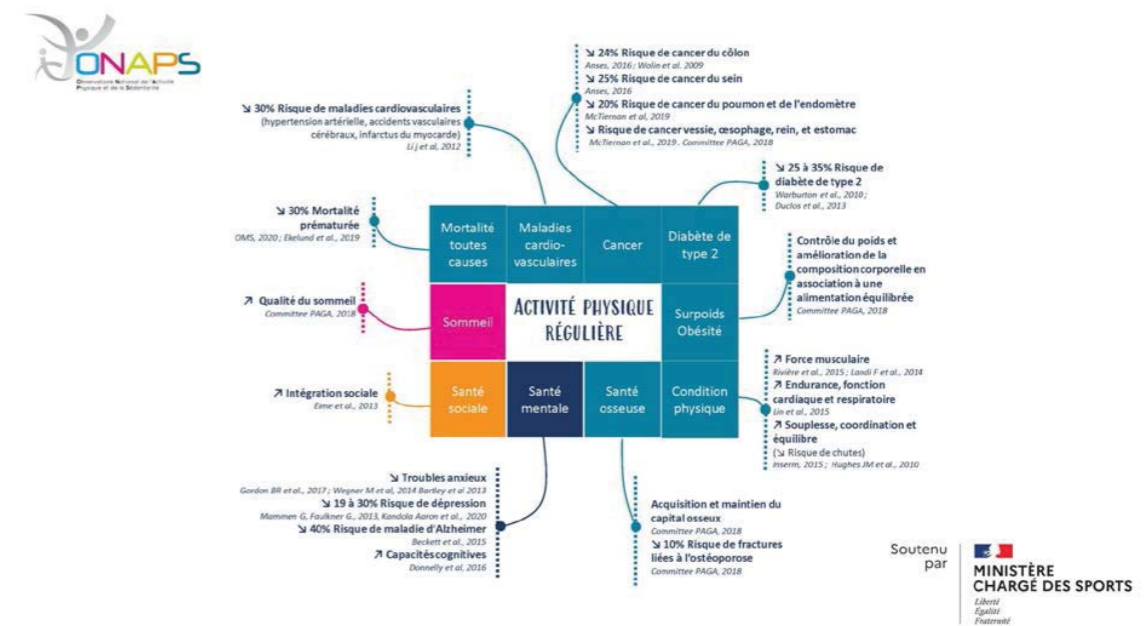 ONAPS
Observatoire National de l'Activité
Physique et de la Sédentarité
↘ 30% Risque de maladies cardiovasculaires
(hypertension artérielle, accidents vasculaires
cérébraux, infarctus du myocarde)
Li j et al, 2012
↘ 24% Risque de cancer du côlon
Anses, 2016 ; Wolin et al. 2009
↘ 25% Risque de cancer du sein
Anses, 2016
↘ 20% Risque de cancer du poumon et de l'endomètre
McTiernan et al, 2019
↘ Risque de cancer vessie, œsophage, rein, et estomac
McTiernan et al., 2019 . Committee PAGA, 2018
↘ 25 à 35% Risque de
diabète de type 2
Warburton et al., 2010 ;
Duclos et al., 2013
↘ 30% Mortalité
prématurée
OMS, 2020 ; Ekelund et al., 2019
Mortalité
toutes
causes
Maladies
cardio-
vasculaires
Cancer
Diabète de
type 2
Contrôle du poids et
amélioration de la
composition corporelle en
association à une
alimentation équilibrée
Committee PAGA, 2018
↗ Qualité du sommeil
Committee PAGA, 2018
Sommeil
ACTIVITÉ PHYSIQUE
RÉGULIÈRE
Surpoids
Obésité
↗ Intégration sociale
Eime et al., 2013
Santé
sociale
Santé
mentale
Santé
osseuse
Condition
physique
↗ Force musculaire
Rivière et al., 2015 ; Landi F et al., 2014
↗ Endurance, fonction
cardiaque et respiratoire
Lin et al., 2015
↗ Souplesse, coordination et
équilibre
(↘ Risque de chutes)
Inserm, 2015 ; Hughes JM et al., 2010
↘ Troubles anxieux
Gordon BR et al., 2017 ; Wegner M et al, 2014 Bartley et al 2013
↘ 19 à 30% Risque de dépression
Mammen G, Faulkner G., 2013, Kandola Aaron et al., 2020
↘ 40% Risque de maladie d'Alzheimer
Beckett et al., 2015
↗ Capacités cognitives
Donnelly et al, 2016
Acquisition et maintien du
capital osseux
Committee PAGA, 2018
↘ 10% Risque de fractures
liées à l'ostéoporose
Committee PAGA, 2018
Soutenu
par
MINISTÈRE
CHARGÉ DES SPORTS
Liberté
Égalité
Fraternité